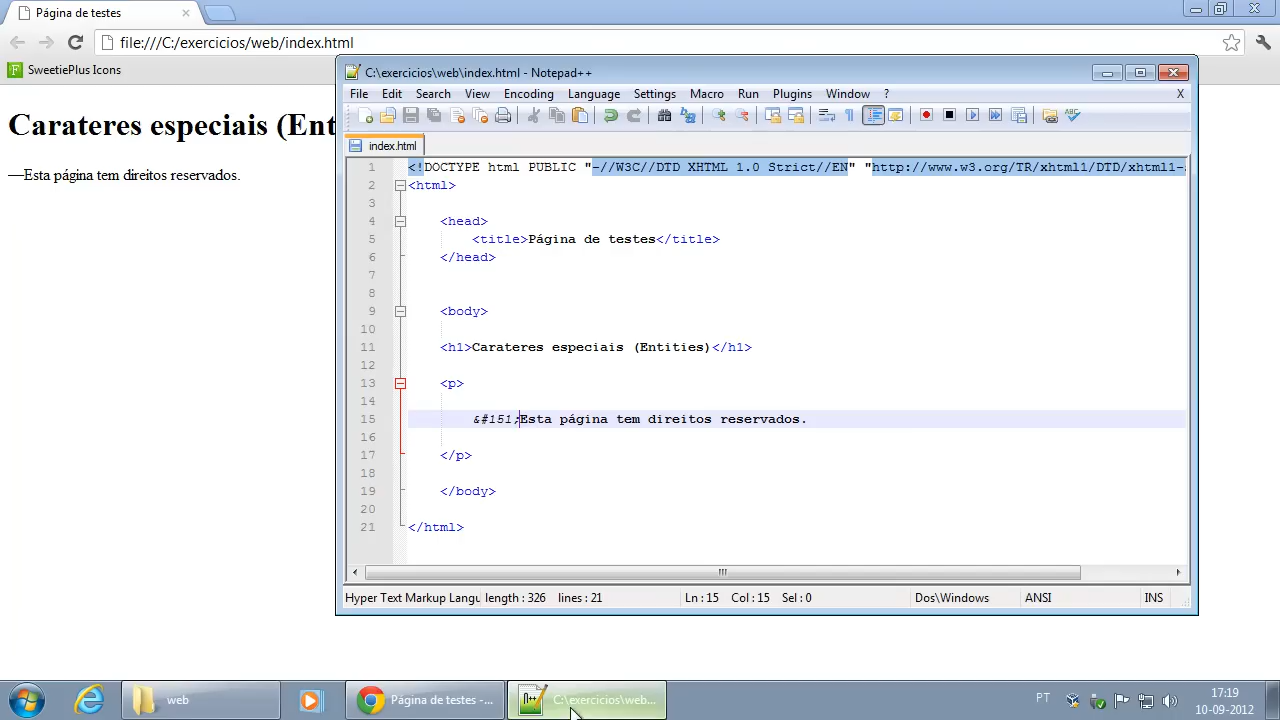 Página de testes
file:///C:/exercicios/web/index.html
SweetiePlus Icons
Carateres especiais (Ent
—Esta página tem direitos reservados.
C:\exercicios\web\index.html - Notepad++
File Edit Search View Encoding Language Settings Macro Run Plugins Window ? X
index.html
1 <!DOCTYPE html PUBLIC "-//W3C//DTD XHTML 1.0 Strict//EN" "http://www.w3.org/TR/xhtml1/DTD/xhtml1-
2 <html>
3
4 <head>
5 <title>Página de testes</title>
6 </head>
7
8
9 <body>
10
11 <h1>Carateres especiais (Entities)</h1>
12
13 <p>
14
15 &#151;Esta página tem direitos reservados.
16
17 </p>
18
19 </body>
20
21 </html>
Hyper Text Markup Langu length : 326 lines : 21 Ln : 15 Col : 15 Sel : 0 Dos\Windows ANSI INS
web
Página de testes -...
C:\exercicios\web...
PT
17:19
10-09-2012